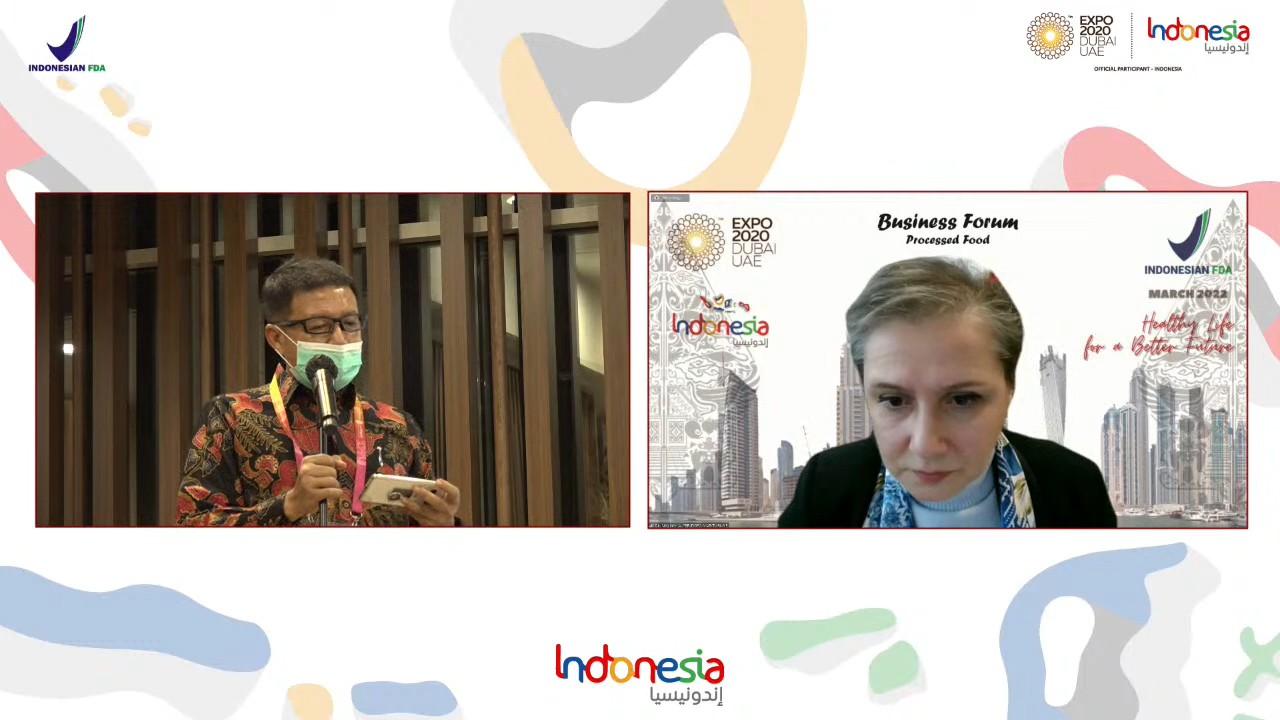 INDONESIAN FDA
EXPO
2020
DUBAI
UAE
Indonesia
إندونيسيا
OFFICIAL PARTICIPANT - INDONESIA
EXPO
2020
DUBAI
UAE
Indonesia
إندونيسيا
Business Forum
Processed Food
INDONESIAN FDA
MARCH 2022
Healthy Life
for a Better Future
Indonesia
إندونيسيا